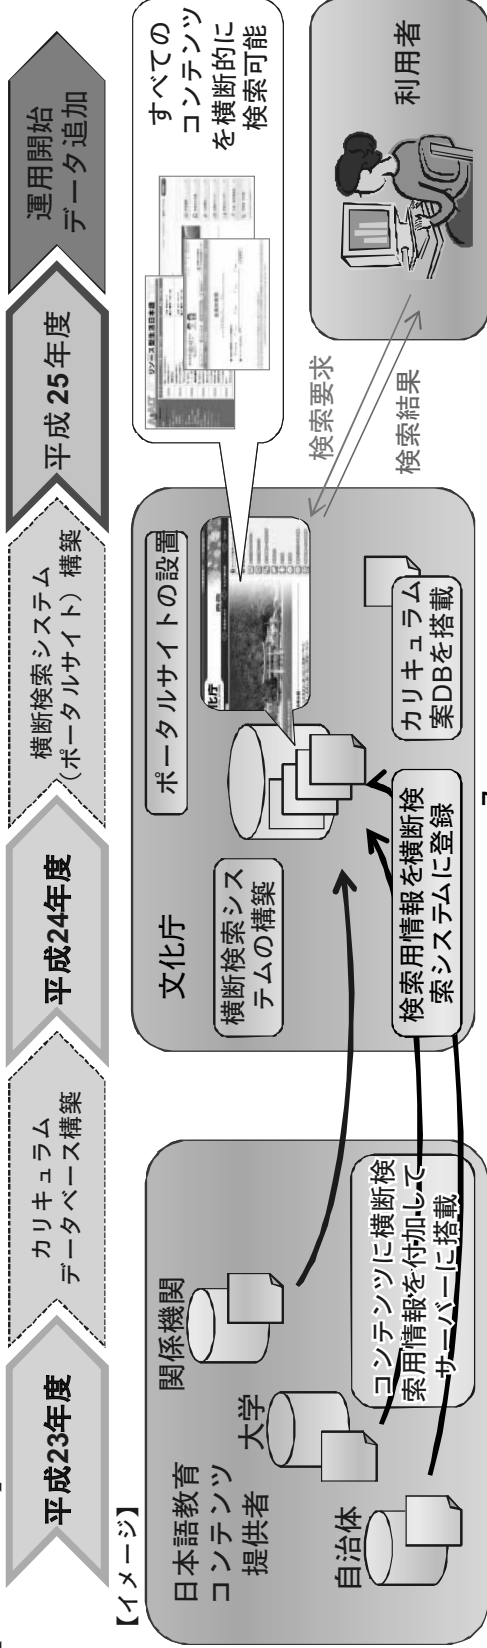 平成23年度
カリキュラム
データベース構築
平成24年度
横断検索システム
(ポータルサイト)構築
平成25年度
運用開始
データ追加
【イメージ】
日本語教育
コンテンツ
提供者
関係機関
大学
自治体
コンテンツに横断検
索用情報を付加して
サーバーに搭載
文化庁
横断検索シス
テムの構築
ポータルサイトの設置
検索用情報を横断検
索システムに登録
カリキュラム
案DBを搭載
すべての
コンテンツ
を横断的に
検索可能
検索要求
検索結果
利用者